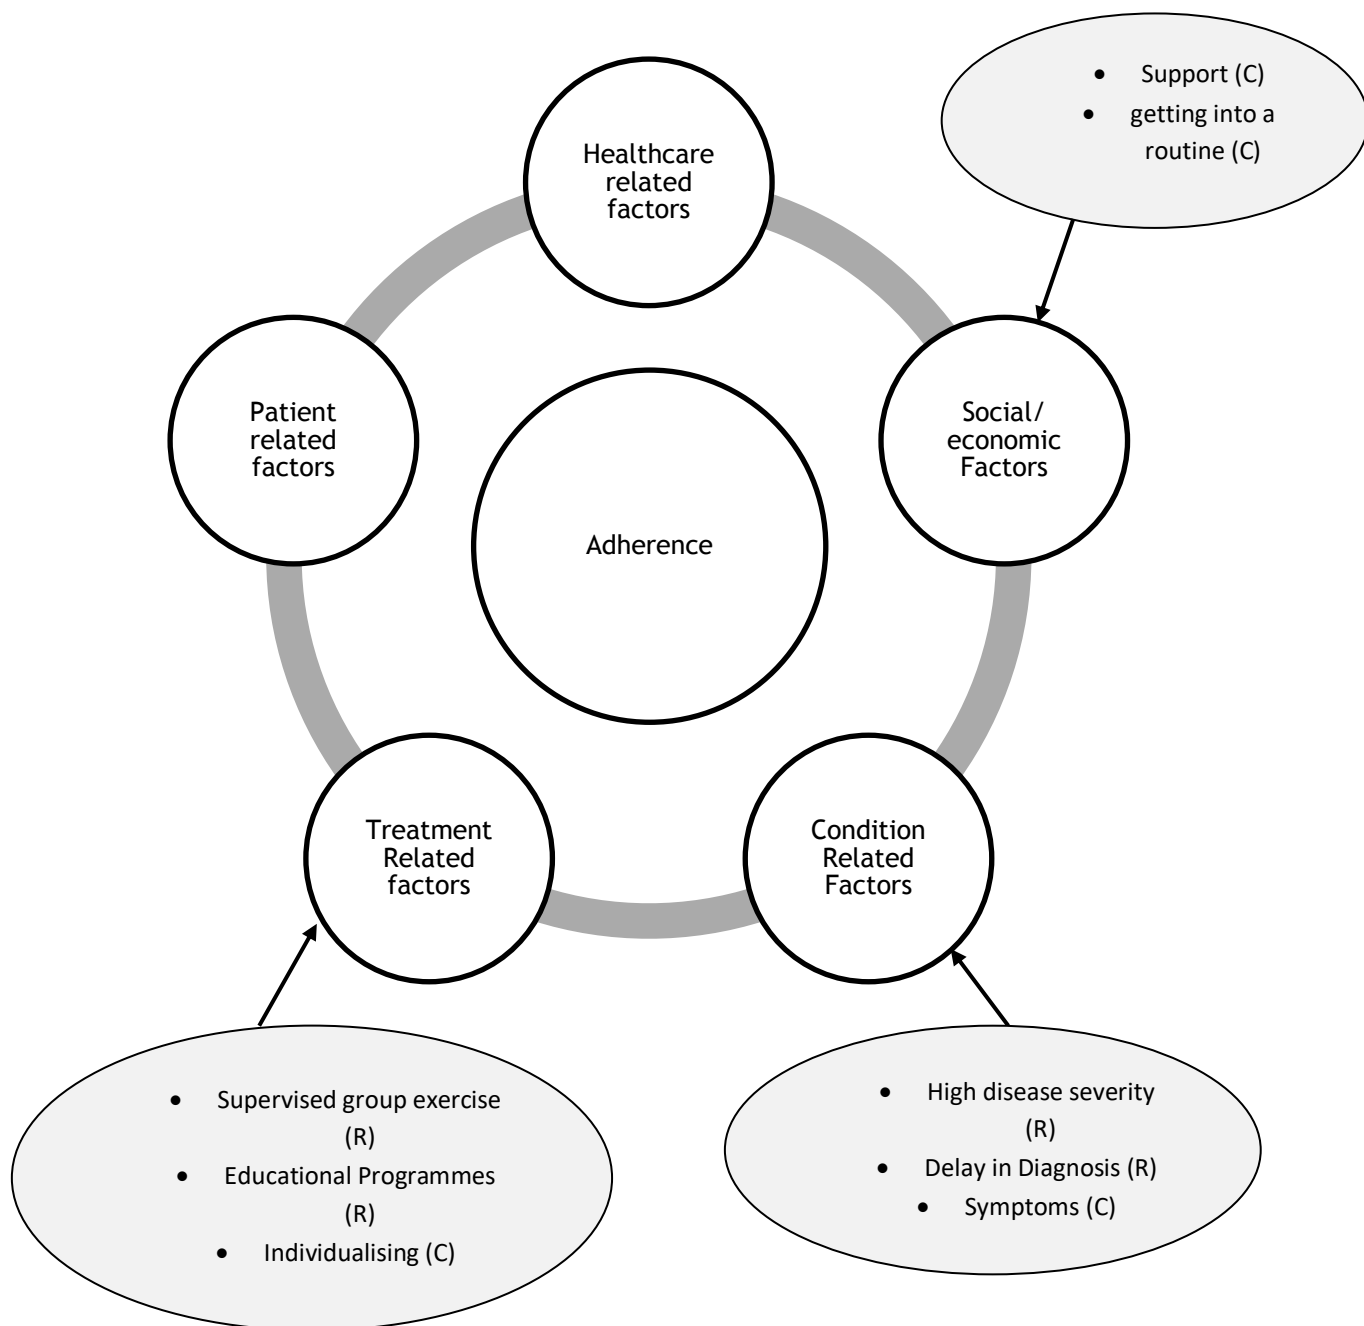 • Support (C)
• getting into a
routine (C)
Healthcare
related
factors
Patient
related
factors
Social/
economic
Factors
Adherence
Treatment
Related
factors
Condition
Related
Factors
• Supervised group exercise
(R)
• Educational Programmes
(R)
• Individualising (C)
• High disease severity
(R)
• Delay in Diagnosis (R)
• Symptoms (C)